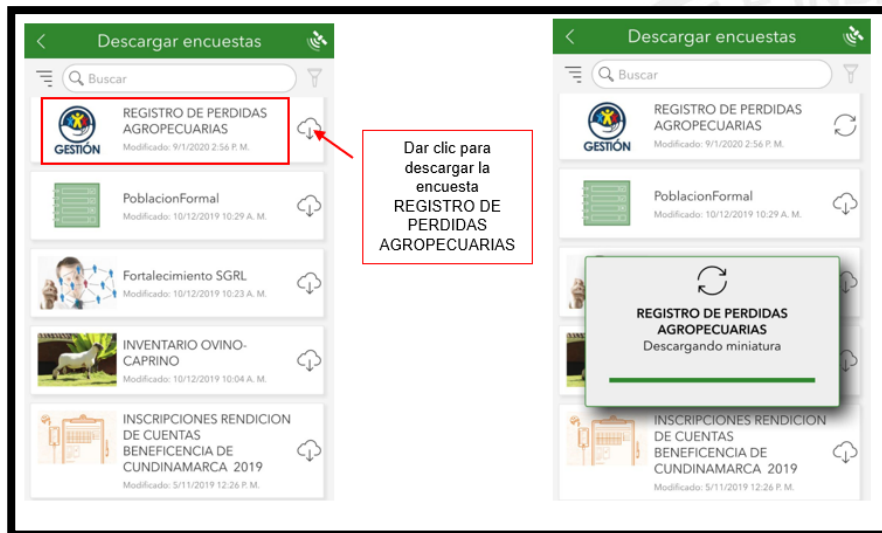 Descargar encuestas
Buscar
REGISTRO DE PERDIDAS
AGROPECUARIAS
Modificado: 9/1/2020 2:56 P. M.
GESTIÓN
PoblacionFormal
Modificado: 10/12/2019 10:29 A. M.
Fortalecimiento SGRL
Modificado: 10/12/2019 10:23 A. M.
INVENTARIO OVINO-
CAPRINO
Modificado: 10/12/2019 10:04 A. M.
INSCRIPCIONES RENDICION
DE CUENTAS
BENEFICENCIA DE
CUNDINAMARCA 2019
Modificado: 5/11/2019 12:26 P. M.
Dar clic para
descargar la
encuesta
REGISTRO DE
PERDIDAS
AGROPECUARIAS
Descargar encuestas
Buscar
REGISTRO DE PERDIDAS
AGROPECUARIAS
Modificado: 9/1/2020 2:56 P. M.
GESTIÓN
PoblacionFormal
Modificado: 10/12/2019 10:29 A. M.
REGISTRO DE PERDIDAS
AGROPECUARIAS
Descargando miniatura
INSCRIPCIONES RENDICION
DE CUENTAS
BENEFICENCIA DE
CUNDINAMARCA 2019
Modificado: 5/11/2019 12:26 P. M.